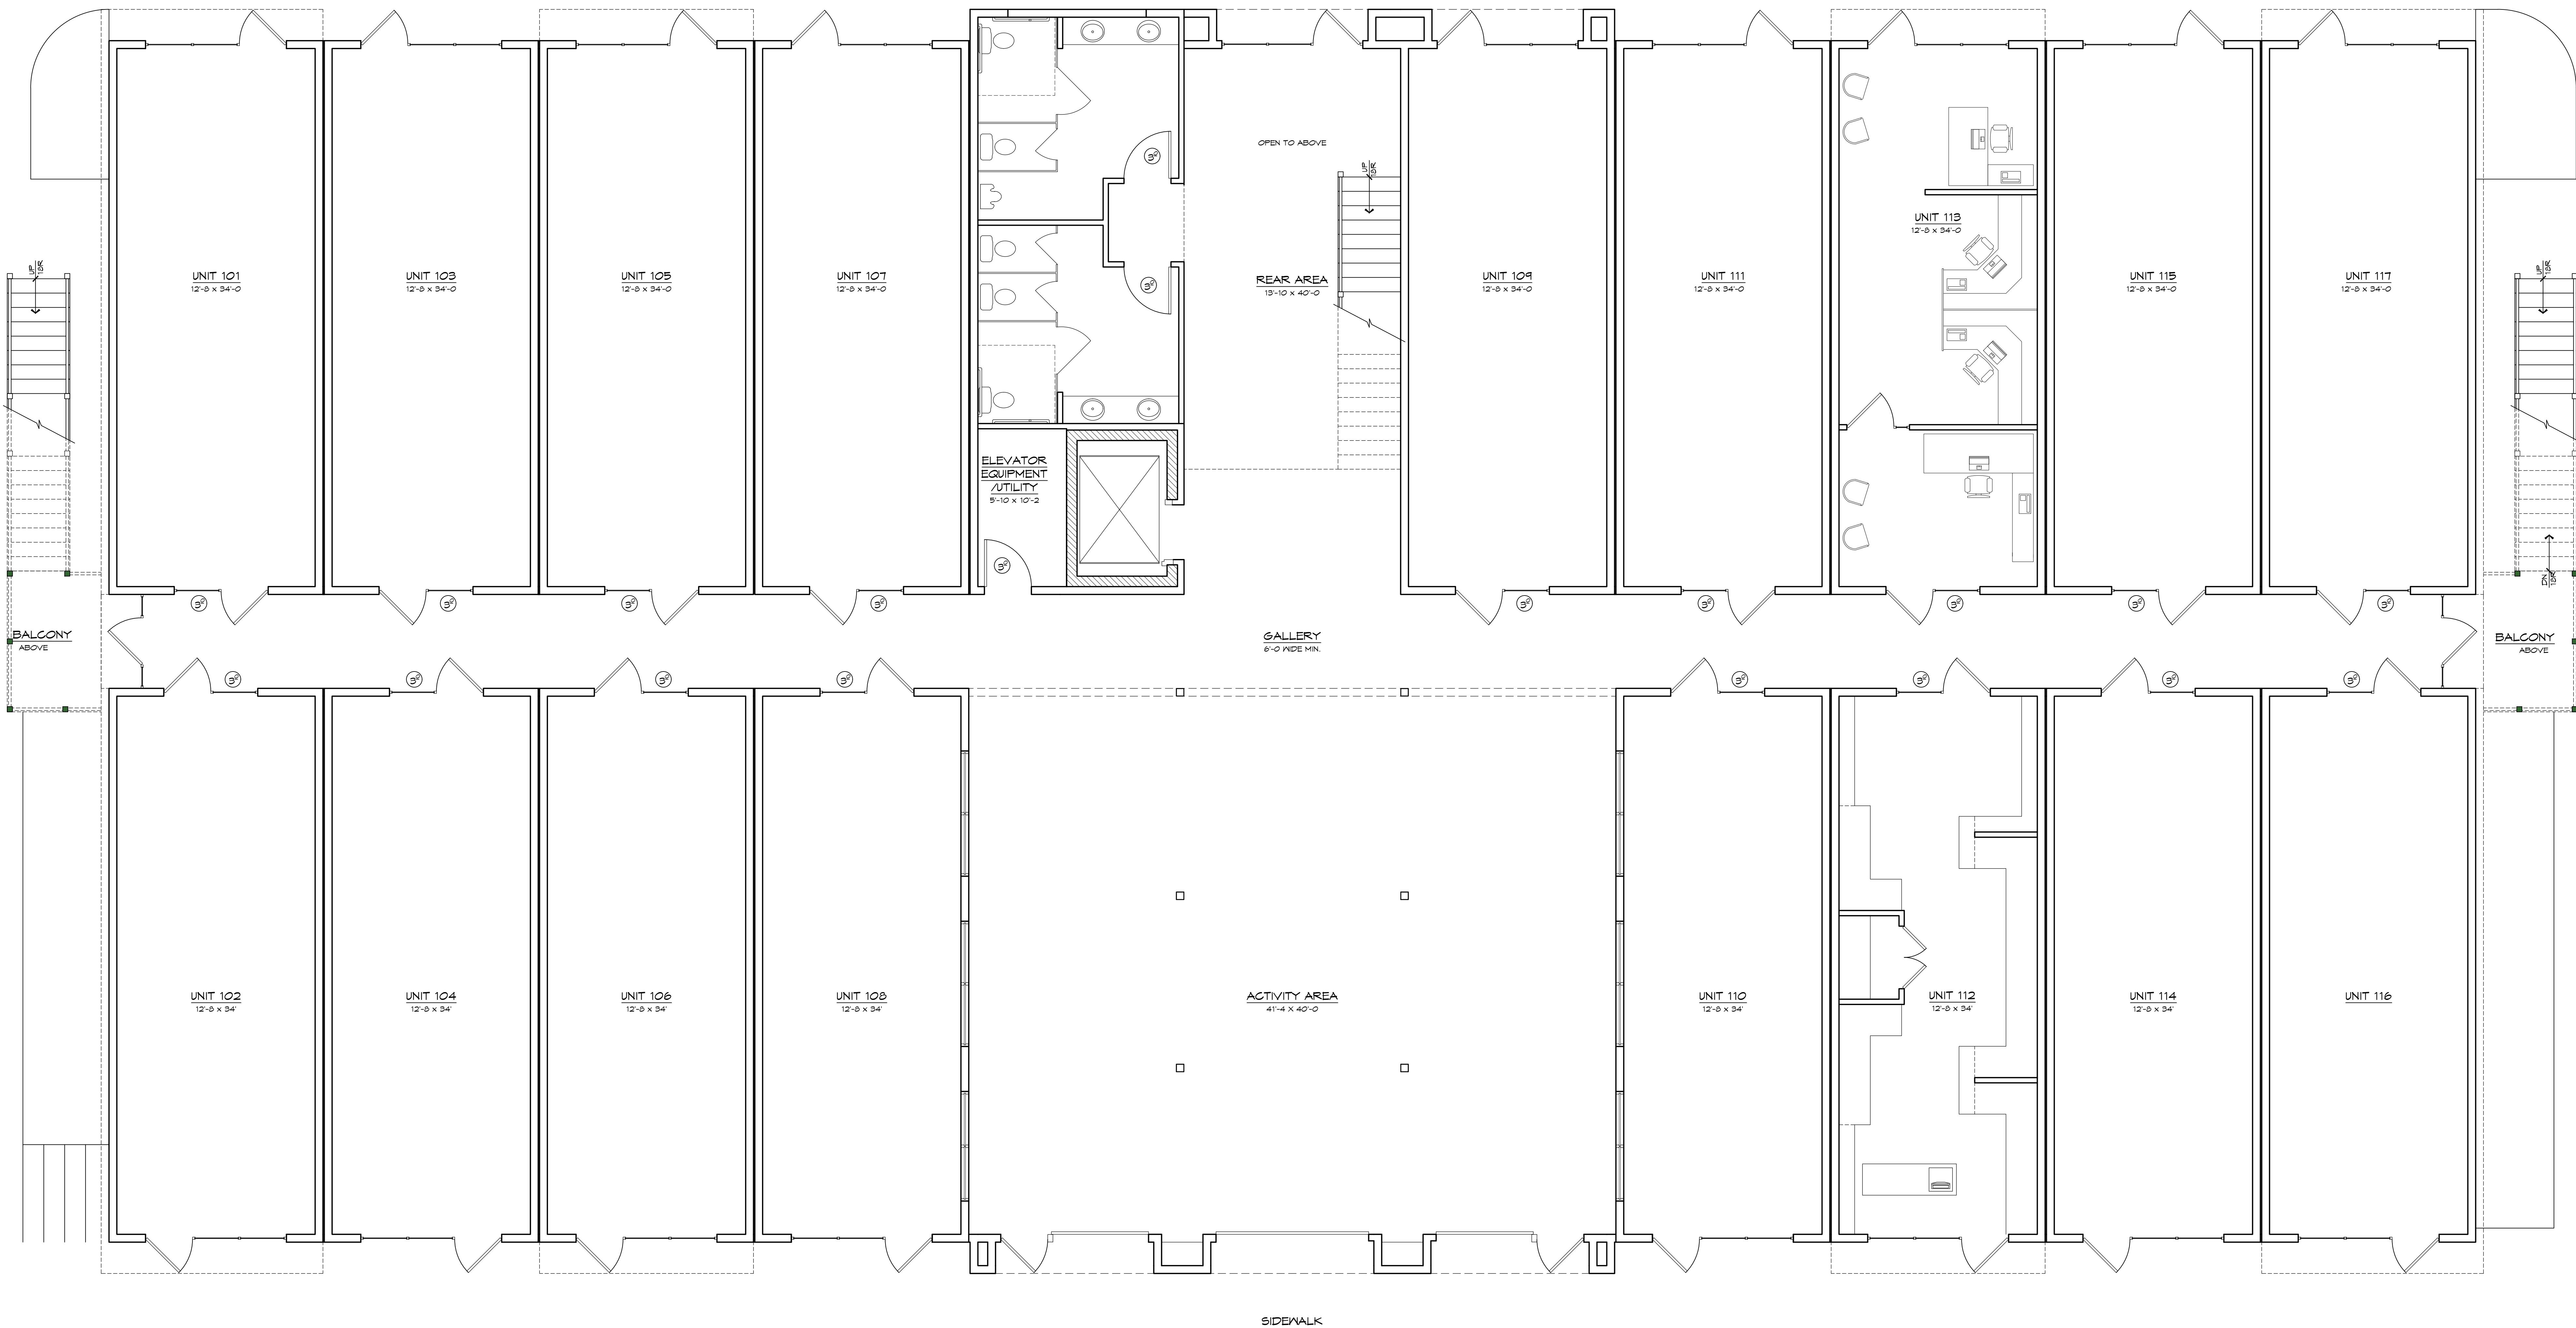 OPEN TO ABOVE
UP
18R
UNIT 113
12'-8 x 34'-0
UP
18R
UNIT 101
12'-8 x 34'-0
UNIT 103
12'-8 x 34'-0
UNIT 105
12'-8 x 34'-0
UNIT 107
12'-8 x 34'-0
REAR AREA
13'-10 x 40'-0
UNIT 109
12'-8 x 34'-0
UNIT 111
12'-8 x 34'-0
UNIT 115
12'-8 x 34'-0
UNIT 117
12'-8 x 34'-0
UP
18R
ELEVATOR
EQUIPMENT
/UTILITY
5'-10 x 10'-2
DN
18R
BALCONY
ABOVE
GALLERY
6'-0 WIDE MIN.
BALCONY
ABOVE
UNIT 102
12'-8 x 34'
UNIT 104
12'-8 x 34'
UNIT 106
12'-8 x 34'
UNIT 108
12'-8 x 34'
ACTIVITY AREA
41'-4 X 40'-0
UNIT 110
12'-8 x 34'
UNIT 112
12'-8 x 34'
UNIT 114
12'-8 x 34'
UNIT 116
SIDEWALK